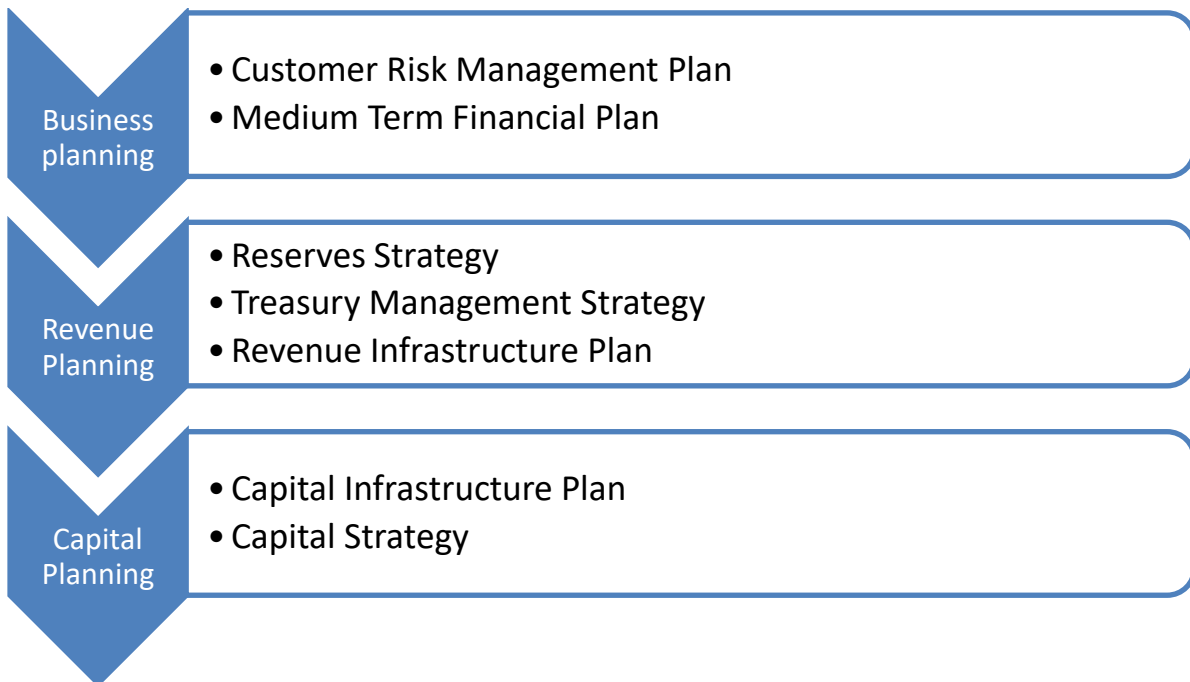 Business
planning
• Customer Risk Management Plan
• Medium Term Financial Plan
Revenue
Planning
• Reserves Strategy
• Treasury Management Strategy
• Revenue Infrastructure Plan
Capital
Planning
• Capital Infrastructure Plan
• Capital Strategy